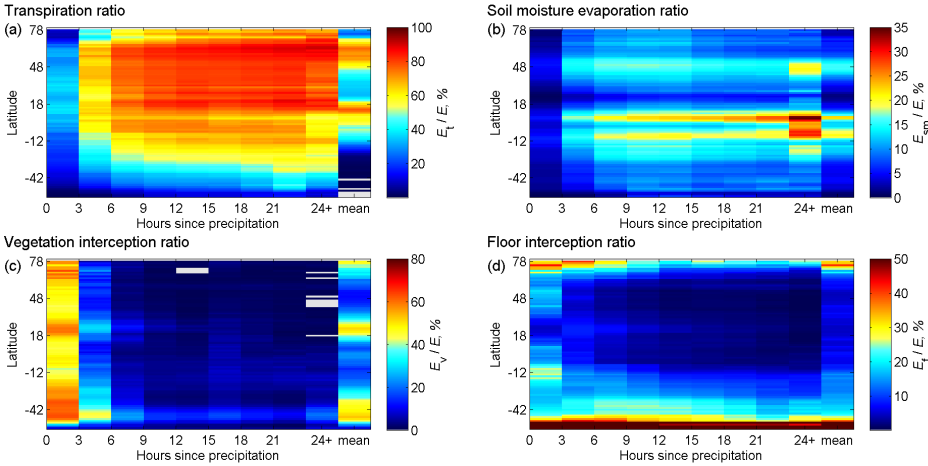 Transpiration ratio
(a)
78
48
18
-12
-42
Latitude
0 3 6 9 12 15 18 21 24+ mean
Hours since precipitation
100
80
60
40
20
Et / E, %
Soil moisture evaporation ratio
(b)
78
48
18
-12
-42
Latitude
0 3 6 9 12 15 18 21 24+ mean
Hours since precipitation
35
30
25
20
15
10
5
0
Esm / E, %
Vegetation interception ratio
(c)
78
48
18
-12
-42
Latitude
0 3 6 9 12 15 18 21 24+ mean
Hours since precipitation
80
60
40
20
0
Ev / E, %
Floor interception ratio
(d)
78
48
18
-12
-42
Latitude
0 3 6 9 12 15 18 21 24+ mean
Hours since precipitation
50
40
30
20
10
Ef / E, %